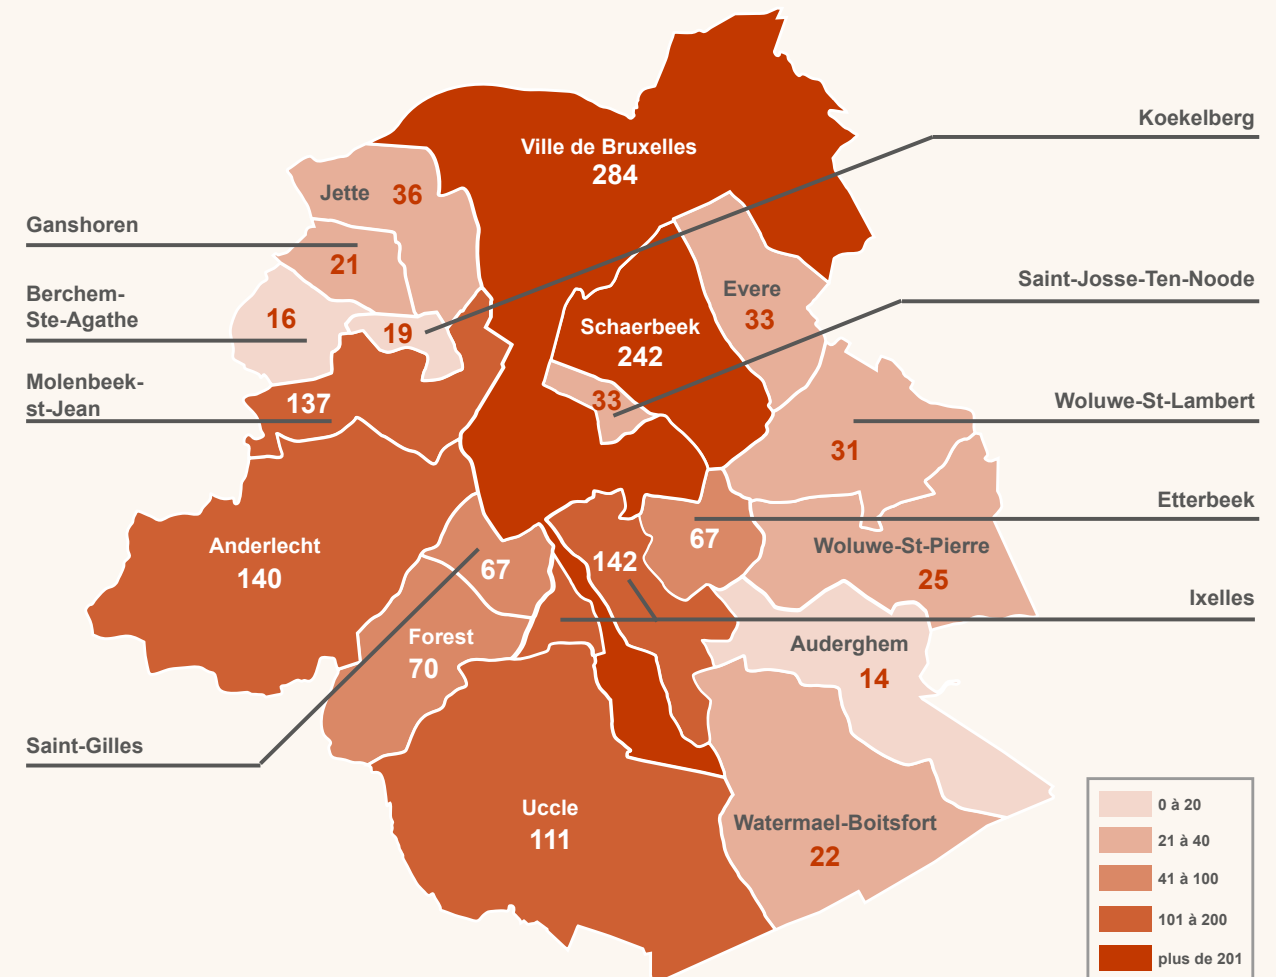 Koekelberg
Ville de Bruxelles
284
Jette 36
Ganshoren
21
Saint-Josse-Ten-Noode
Evere
33
Berchem-
Ste-Agathe
16
19
Schaerbeek
242
33
Molenbeek-
st-Jean
137
Woluwe-St-Lambert
31
Etterbeek
67
Anderlecht
140
67
142
Woluwe-St-Pierre
25
Ixelles
Forest
70
Auderghem
14
Saint-Gilles
Uccle
111
Watermael-Boitsfort
22
0 à 20
21 à 40
41 à 100
101 à 200
plus de 201